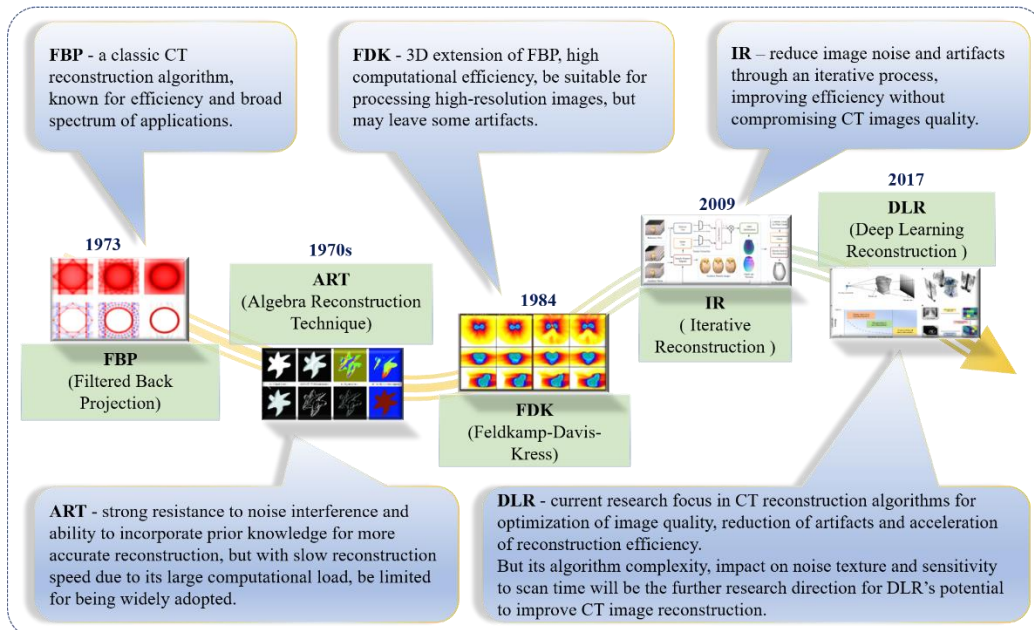 FBP - a classic CT
reconstruction algorithm,
known for efficiency and broad
spectrum of applications.
FDK - 3D extension of FBP, high
computational efficiency, be suitable for
processing high-resolution images, but
may leave some artifacts.
IR – reduce image noise and artifacts
through an iterative process,
improving efficiency without
compromising CT images quality.
1973
FBP
(Filtered Back
Projection)
1970s
ART
(Algebra Reconstruction
Technique)
1984
FDK
(Feldkamp-Davis-
Kress)
2009
IR
( Iterative
Reconstruction )
2017
DLR
(Deep Learning
Reconstruction )
ART - strong resistance to noise interference and
ability to incorporate prior knowledge for more
accurate reconstruction, but with slow reconstruction
speed due to its large computational load, be limited
for being widely adopted.
DLR - current research focus in CT reconstruction algorithms for
optimization of image quality, reduction of artifacts and acceleration
of reconstruction efficiency.
But its algorithm complexity, impact on noise texture and sensitivity
to scan time will be the further research direction for DLR's potential
to improve CT image reconstruction.